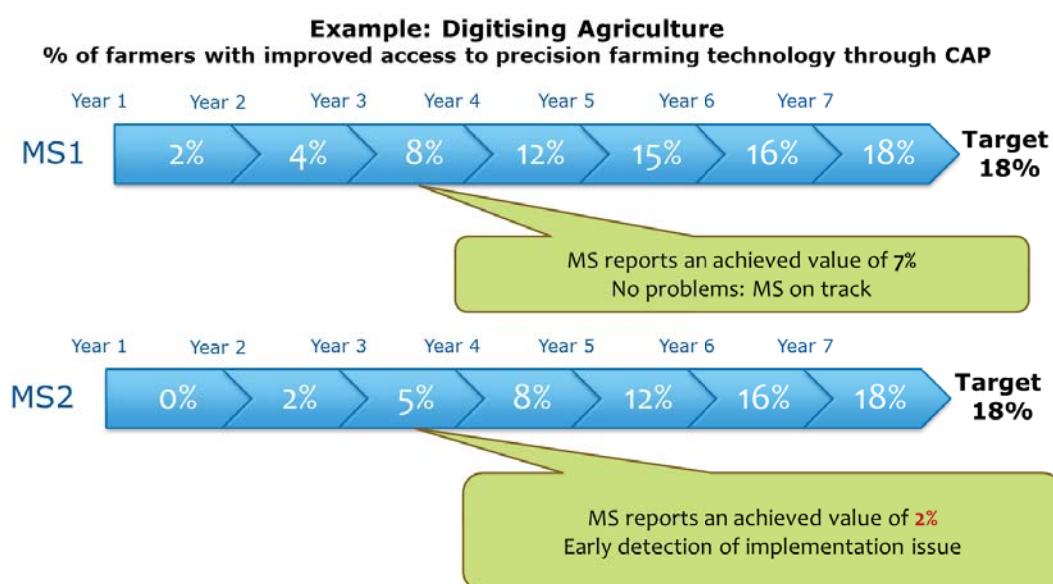 Example: Digitising Agriculture
% of farmers with improved access to precision farming technology through CAP
Year 1 Year 2 Year 3 Year 4 Year 5 Year 6 Year 7
MS1 2% 4% 8% 12% 15% 16% 18% Target 18%
MS reports an achieved value of 7%
No problems: MS on track
Year 1 Year 2 Year 3 Year 4 Year 5 Year 6 Year 7
MS2 0% 2% 5% 8% 12% 16% 18% Target 18%
MS reports an achieved value of 2%
Early detection of implementation issue